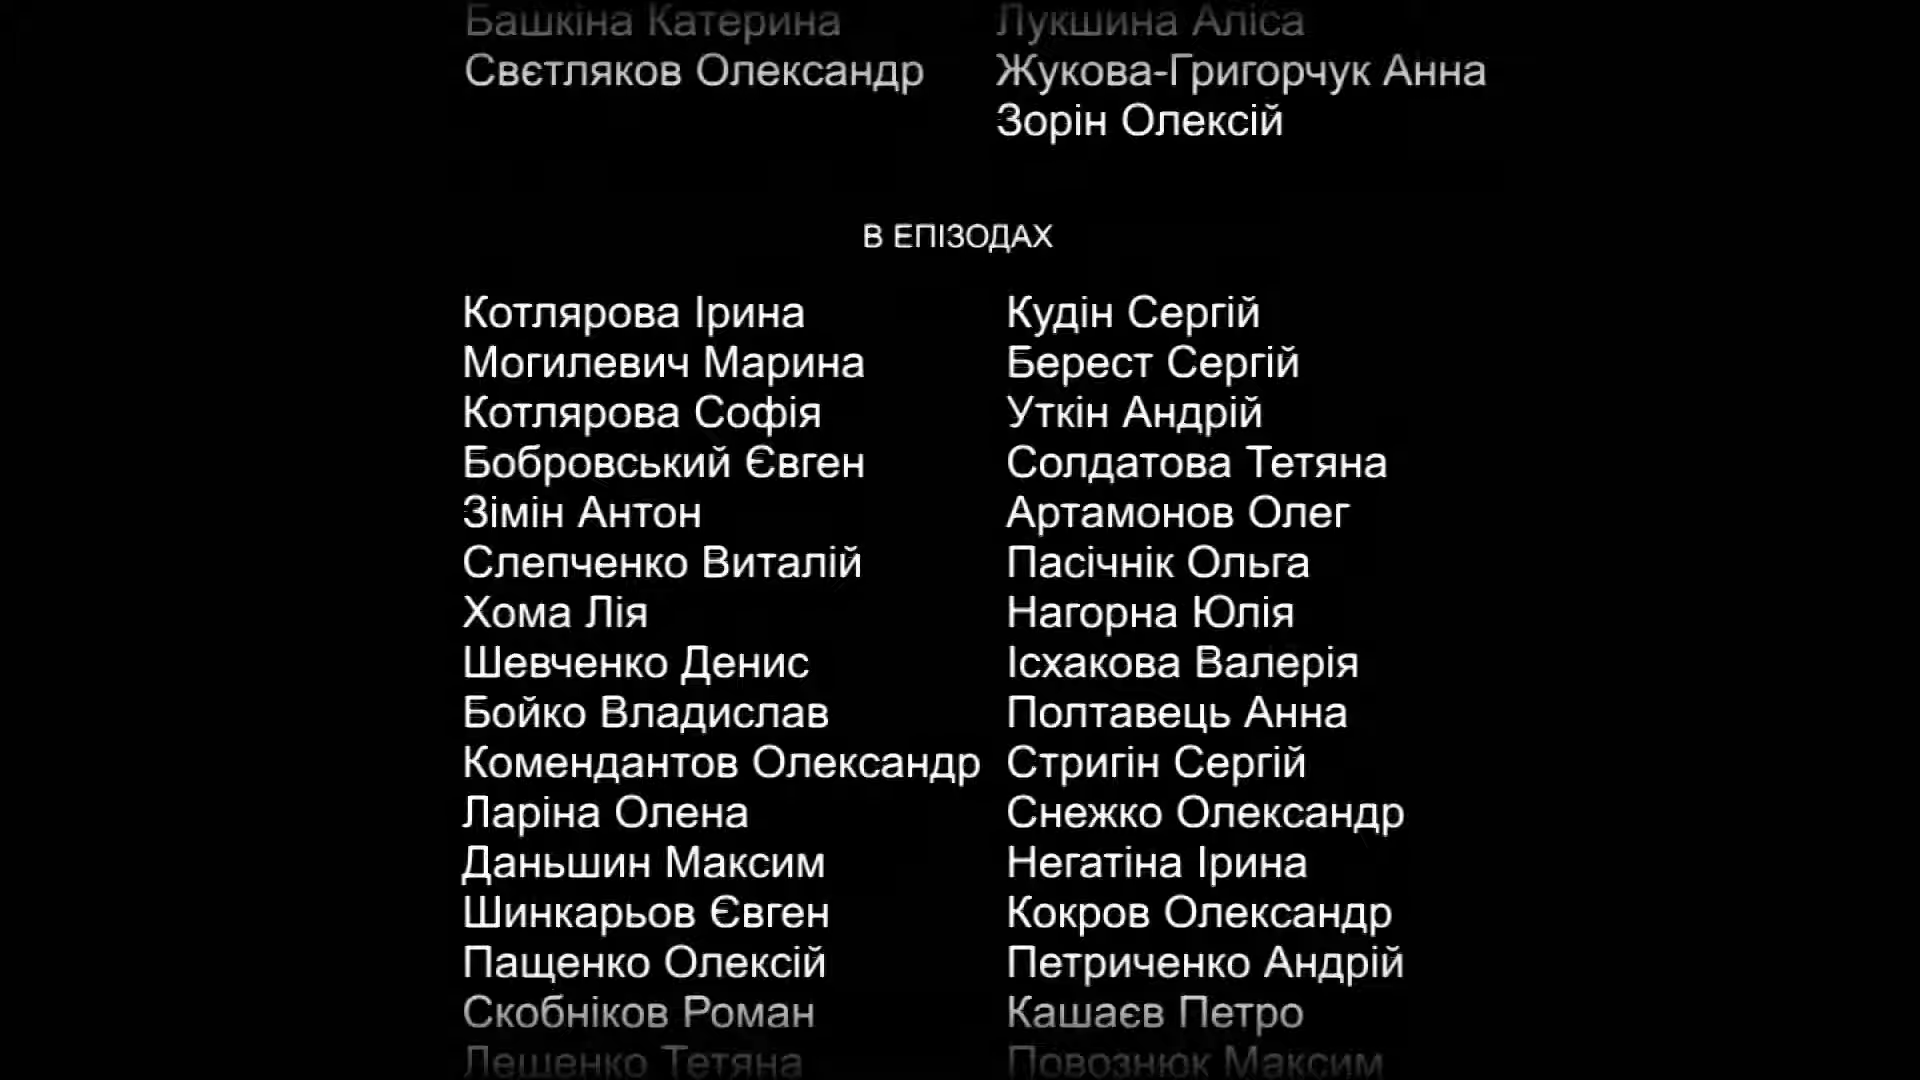 Башкіна Катерина Лукшина Аліса
Свєтляков Олександр Жукова-Григорчук Анна
Зорін Олексій
В ЕПІЗОДАХ
Котлярова Ірина Кудін Сергій
Могилевич Марина Берест Сергій
Котлярова Софія Уткін Андрій
Бобровський Євген Солдатова Тетяна
Зімін Антон Артамонов Олег
Слепченко Виталій Пасічнік Ольга
Хома Лія Нагорна Юлія
Шевченко Денис Ісхакова Валерія
Бойко Владислав Полтавець Анна
Комендантов Олександр Стригін Сергій
Ларіна Олена Снежко Олександр
Даньшин Максим Негатіна Ірина
Шинкарьов Євген Кокров Олександр
Пащенко Олексій Петриченко Андрій
Скобніков Роман Кашаєв Петро
Лещенко Тетяна Повознюк Максим